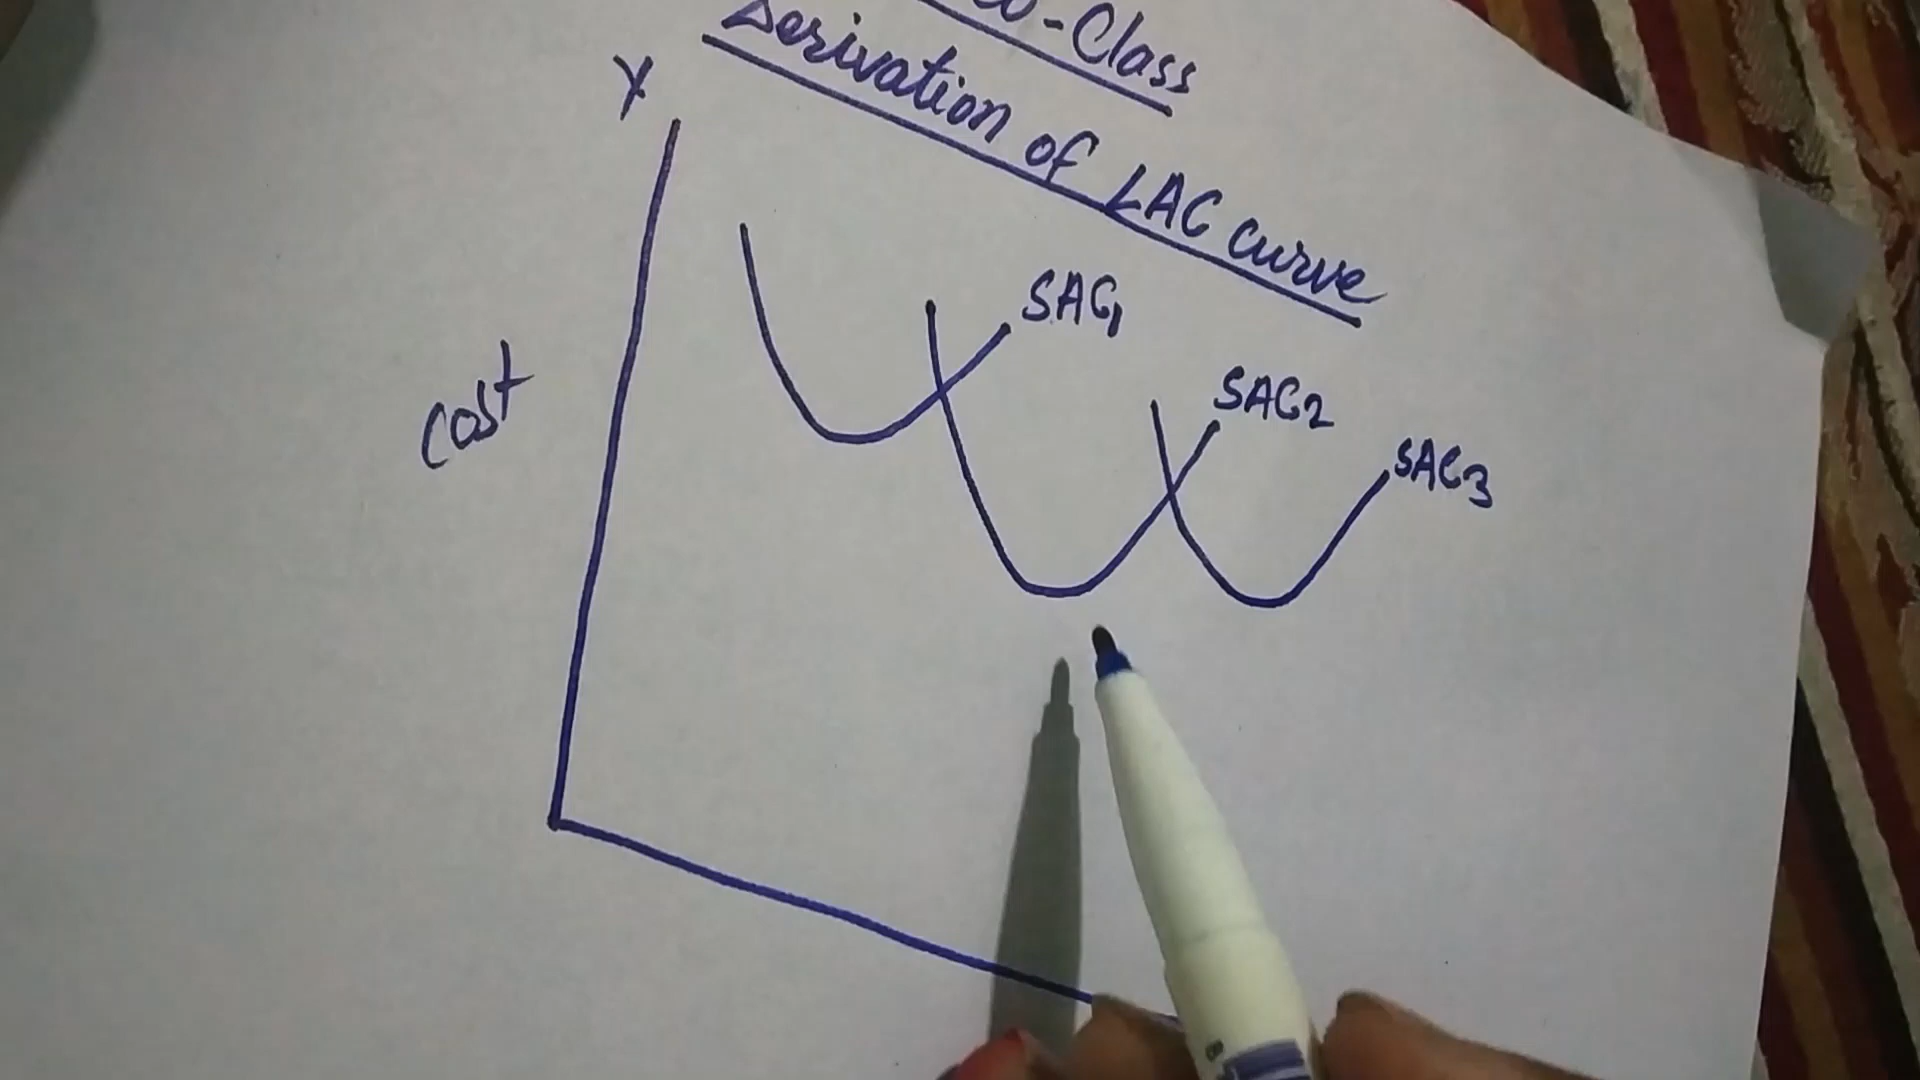 -Class
Derivation of LAC curve
Y
SAC1
cost
SAC2
SAC3